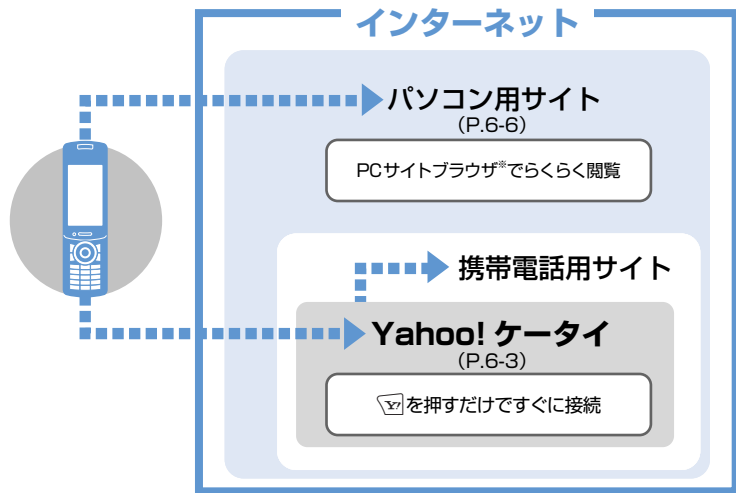 インターネット
パソコン用サイト
(P.6-6)
PCサイトブラウザ※でらくらく閲覧
携帯電話用サイト
Yahoo! ケータイ
(P.6-3)
Y!を押すだけですぐに接続